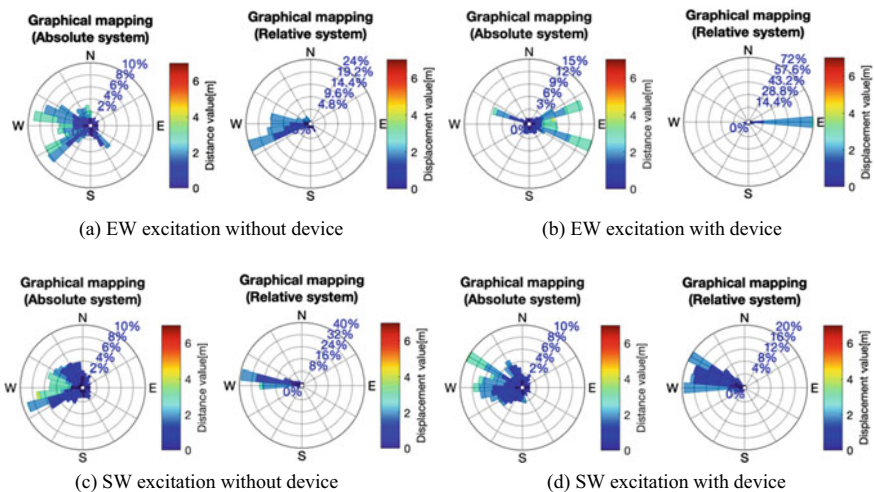 Graphical mapping
(Absolute system)
N
10%
8%
6%
4%
2%
W
E
S
6
4
2
0
Distance value[m]
Graphical mapping
(Relative system)
N
24%
19.2%
14.4%
9.6%
4.8%
W
E
S
6
4
2
0
Displacement value[m]
(a) EW excitation without device
Graphical mapping
(Absolute system)
N
15%
12%
9%
6%
3%
0%
W
E
S
6
4
2
0
Distance value[m]
Graphical mapping
(Relative system)
N
72%
57.6%
43.2%
28.8%
14.4%
0%
W
E
S
6
4
2
0
Displacement value[m]
(b) EW excitation with device
Graphical mapping
(Absolute system)
N
10%
8%
6%
4%
2%
W
E
S
6
4
2
0
Distance value[m]
Graphical mapping
(Relative system)
N
40%
32%
24%
16%
8%
0%
W
E
S
6
4
2
0
Displacement value[m]
(c) SW excitation without device
Graphical mapping
(Absolute system)
N
10%
8%
6%
4%
2%
W
E
S
6
4
2
0
Distance value[m]
Graphical mapping
(Relative system)
N
20%
16%
12%
8%
4%
0%
W
E
S
6
4
2
0
Displacement value[m]
(d) SW excitation with device